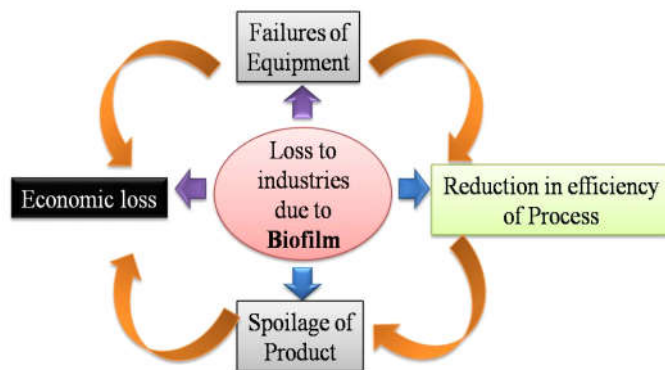 Failures of
Equipment
Loss to
industries
due to
Biofilm
Economic loss
Reduction in efficiency
of Process
Spoilage of
Product